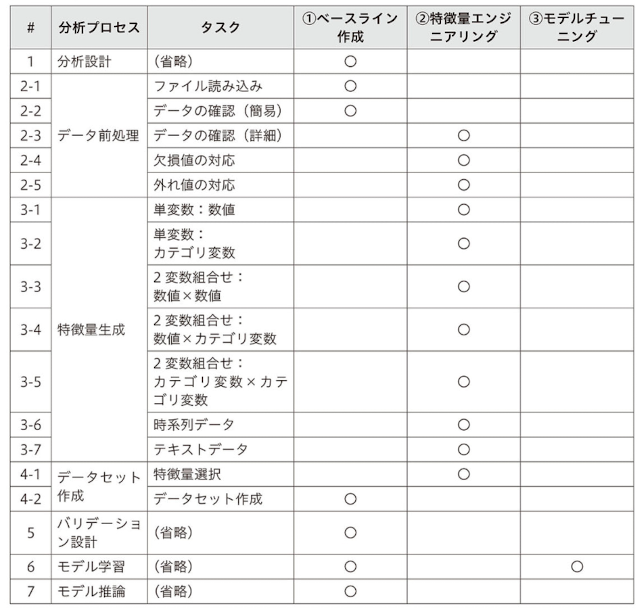 # 分析プロセス タスク ①ベースライン作成 ②特徴量エンジニアリング ③モデルチューニング
1 分析設計 （省略） ○
2-1 データ前処理 ファイル読み込み ○
2-2 データの確認（簡易） ○
2-3 データの確認（詳細） ○
2-4 欠損値の対応 ○
2-5 外れ値の対応 ○
3-1 特徴量生成 単変数：数値 ○
3-2 単変数：
カテゴリ変数 ○
3-3 2変数組合せ：
数値×数値 ○
3-4 2変数組合せ：
数値×カテゴリ変数 ○
3-5 2変数組合せ：
カテゴリ変数×カテ
ゴリ変数 ○
3-6 時系列データ ○
3-7 テキストデータ ○
4-1 データセット作成 特徴量選択 ○
4-2 データセット作成 ○
5 バリデーション設計 （省略） ○
6 モデル学習 （省略） ○ ○
7 モデル推論 （省略） ○